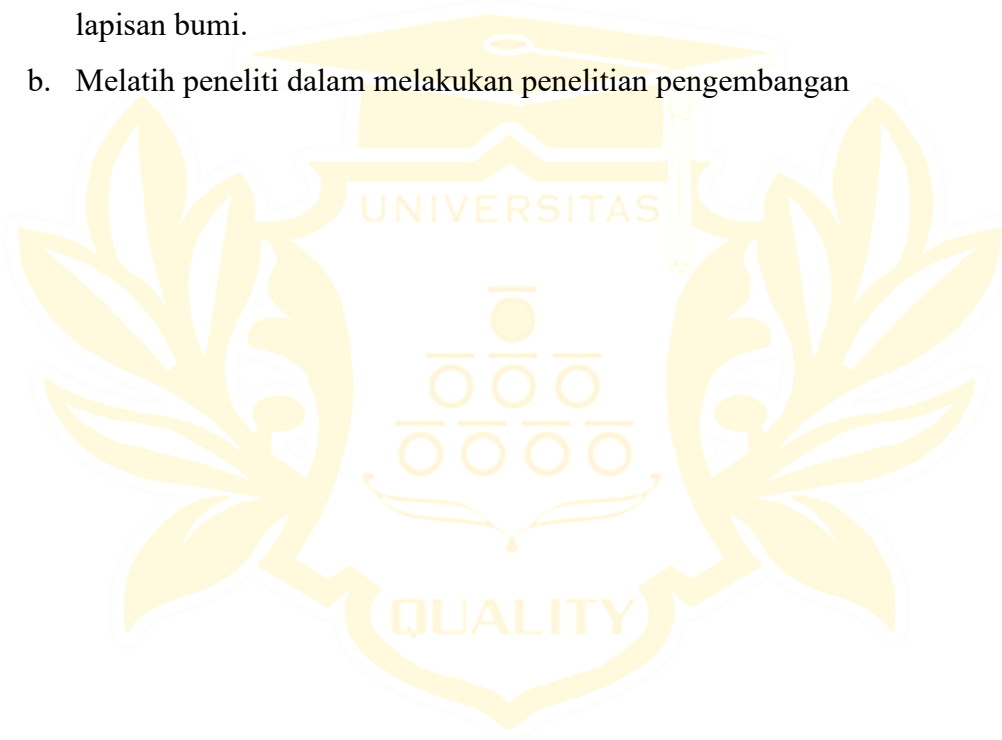 lapisan bumi.
b. Melatih peneliti dalam melakukan penelitian pengembangan
UNIVERSITAS
QUALITY